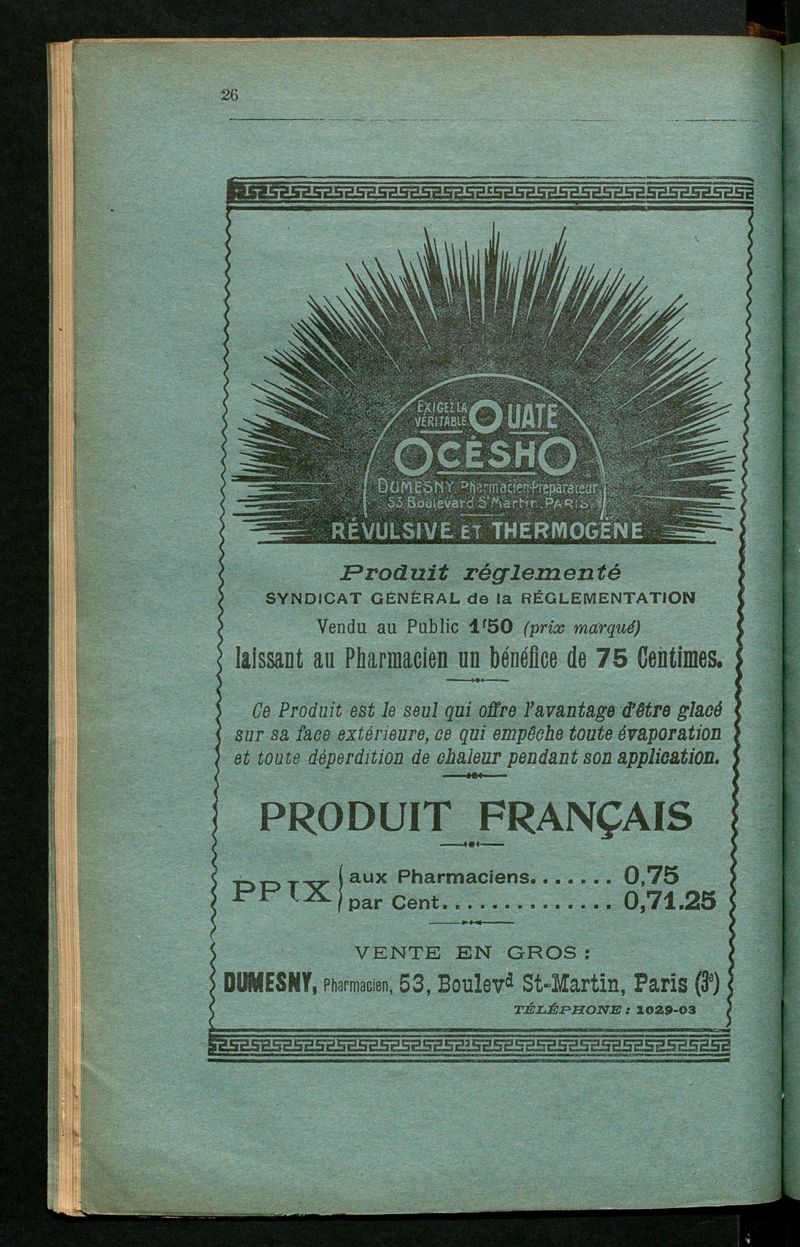 26
EXIGEZ LA
VÉRITABLE OUATE
OCÉSHO
DUMESNY Pharmacien-Préparateur
53 Boulevard St Martin, PARIS
RÉVULSIVE ET THERMOGÈNE
Produit réglementé
SYNDICAT GÉNÉRAL de la RÉGLEMENTATION
Vendu au Public 1f50 (prix marqué)
laissant au Pharmacien un bénéfice de 75 Centimes.
Ce Produit est le seul qui offre l'avantage d'être glacé
sur sa face extérieure, ce qui empêche toute évaporation
et toute déperdition de chaleur pendant son application.
PRODUIT FRANÇAIS
PRIX
aux Pharmaciens....... 0,75
par Cent.............. 0,71.25
VENTE EN GROS :
DUMESNY, Pharmacien, 53, Boulevd St-Martin, Paris (3e)
TÉLÉPHONE : 1029-03